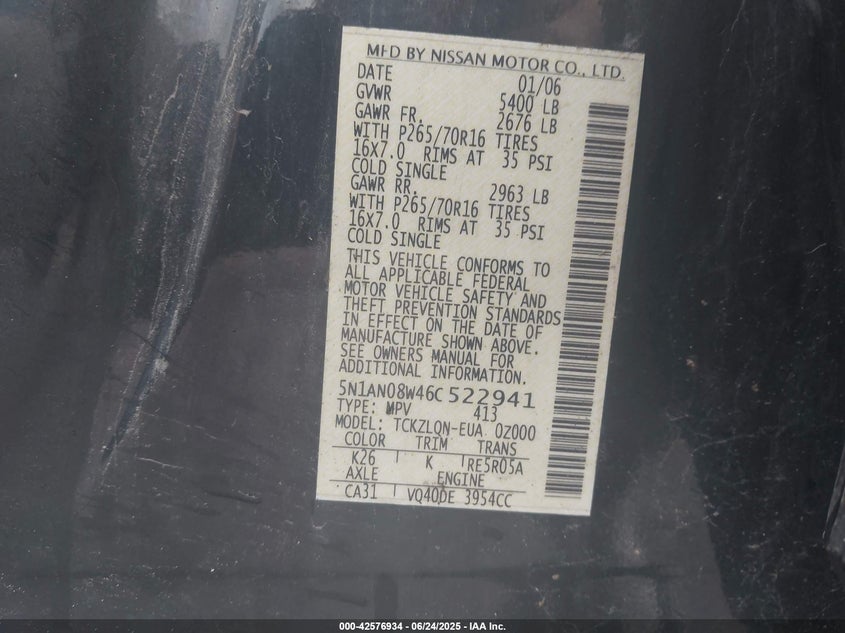 MFD BY NISSAN MOTOR CO., LTD.
DATE 01/06
GVWR 5400 LB
GAWR FR. 2676 LB
WITH P265/70R16 TIRES
16X7.0 RIMS AT 35 PSI
COLD SINGLE
GAWR RR. 2963 LB
WITH P265/70R16 TIRES
16X7.0 RIMS AT 35 PSI
COLD SINGLE
THIS VEHICLE CONFORMS TO
ALL APPLICABLE FEDERAL
MOTOR VEHICLE SAFETY AND
THEFT PREVENTION STANDARDS
IN EFFECT ON THE DATE OF
MANUFACTURE SHOWN ABOVE.
SEE OWNERS MANUAL FOR
ADDITIONAL INFORMATION.
5N1AN08W46C522941
TYPE: MPV 413
MODEL: TCKZLQN-EUA 0Z000
COLOR TRIM TRANS
K26 K RE5R05A
AXLE ENGINE
CA31 VQ40DE 3954CC
000-42576934 - 06/24/2025 - IAA Inc.